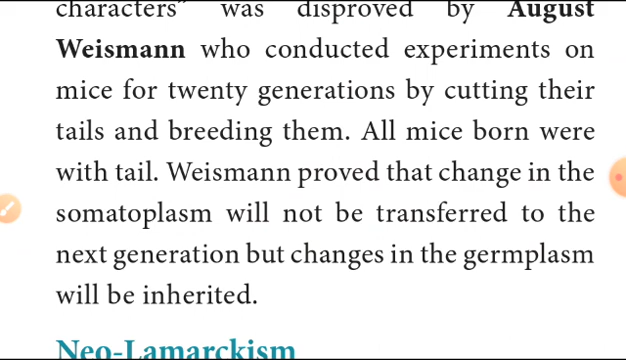 characters” was disproved by August
Weismann who conducted experiments on
mice for twenty generations by cutting their
tails and breeding them. All mice born were
with tail. Weismann proved that change in the
somatoplasm will not be transferred to the
next generation but changes in the germplasm
will be inherited.
Neo-Lamarckism